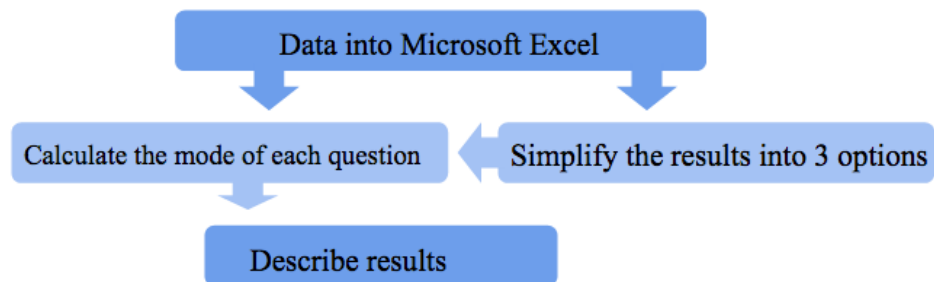 Data into Microsoft Excel
Calculate the mode of each question
Simplify the results into 3 options
Describe results